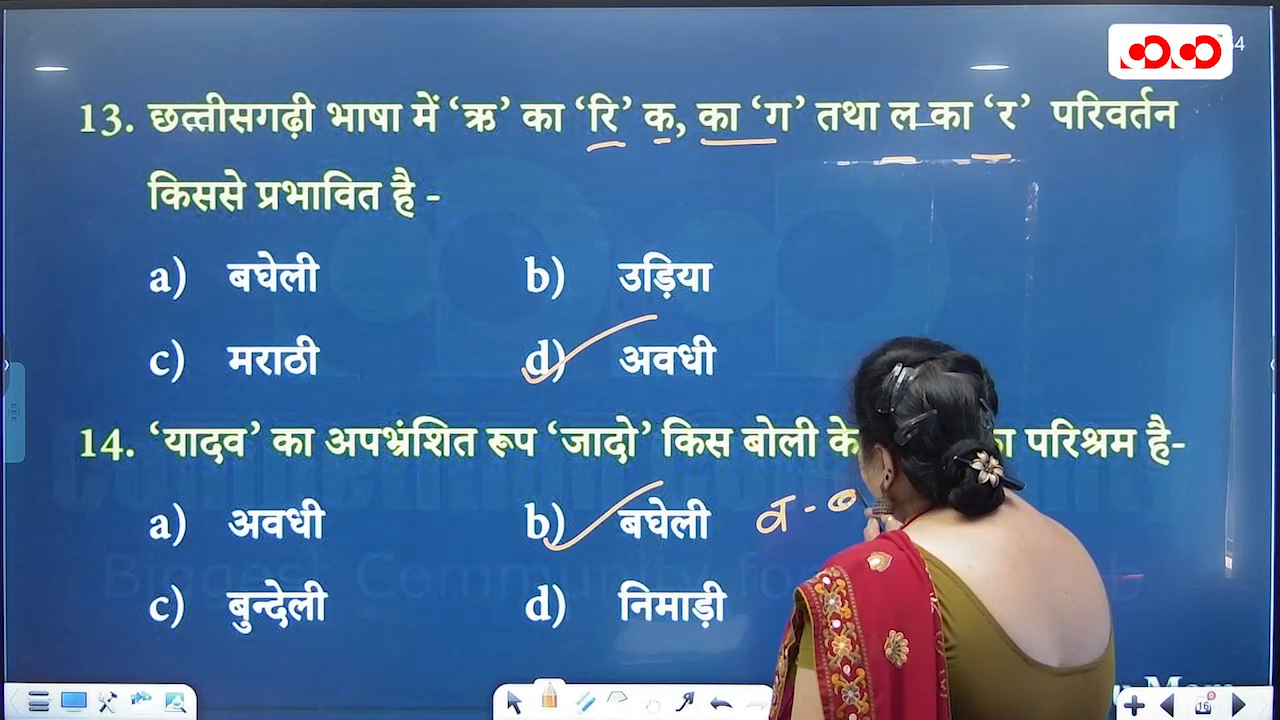 13. छत्तीसगढ़ी भाषा में ‘ऋ’ का ‘रि’ क, का ‘ग’ तथा ल का ‘र’ परिवर्तन
किससे प्रभावित है -
a) बघेली b) उड़िया
c) मराठी d) अवधी
14. ‘यादव’ का अपभ्रंशित रूप ‘जादो’ किस बोली के का परिश्रम है-
a) अवधी b) बघेली
c) बुन्देली d) निमाड़ी
16